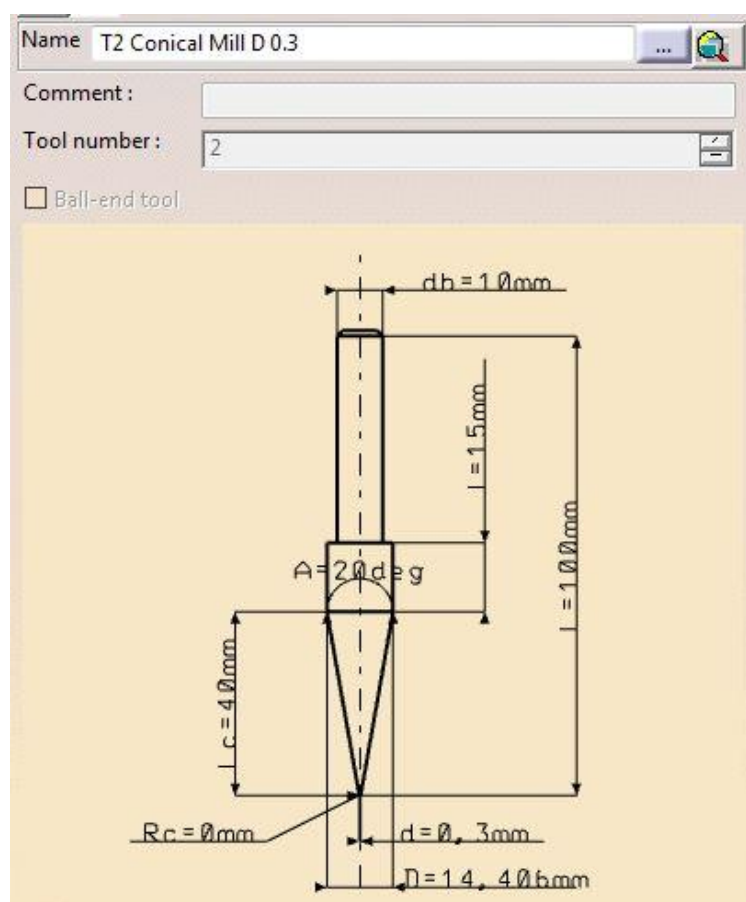 Name T2 Conical Mill D 0.3 ...
Comment :
Tool number : 2
Ball-end tool
db=10mm
l=15mm
A=20deg
L=100mm
lc=40mm
Rc=0mm
d=0,3mm
D=14,406mm